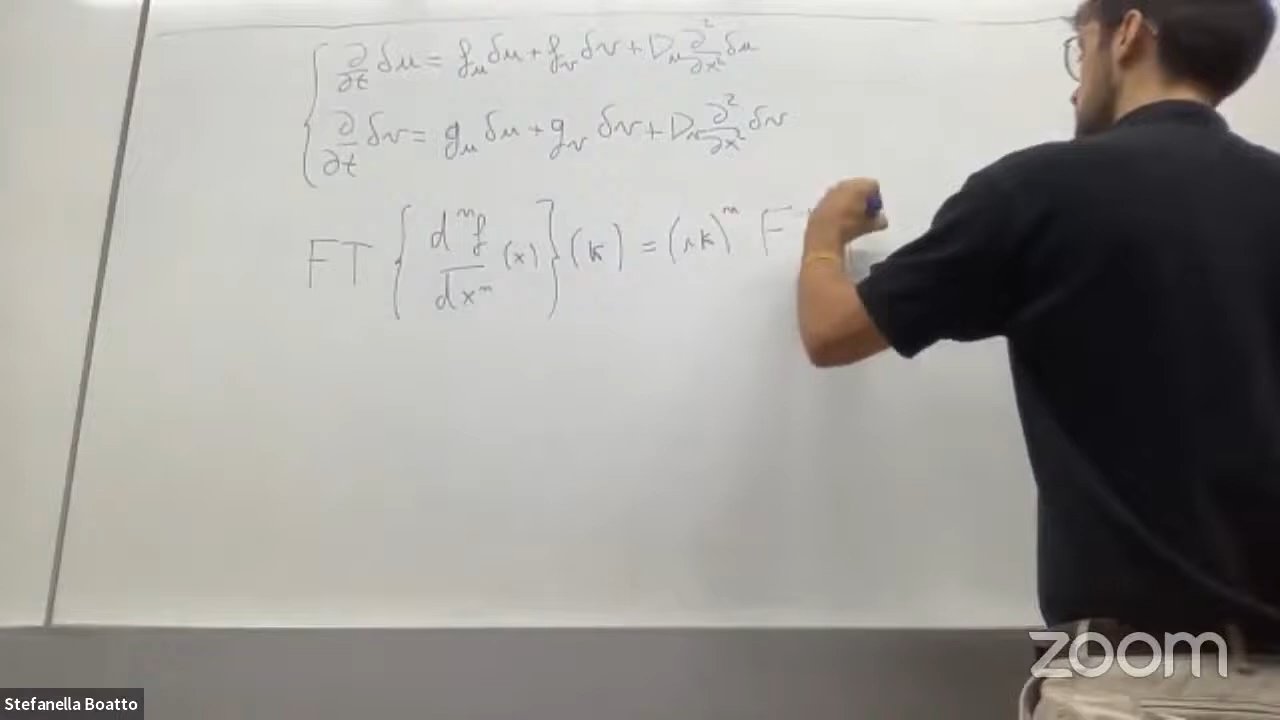 ∂/∂t δu = f_u δu + f_v δv + D_u ∂²/∂x² δu
∂/∂t δv = g_u δu + g_v δv + D_v ∂²/∂x² δv
FT { dⁿf/dxⁿ (x) } (k) = (ik)ⁿ F
zoom
Stefanella Boatto